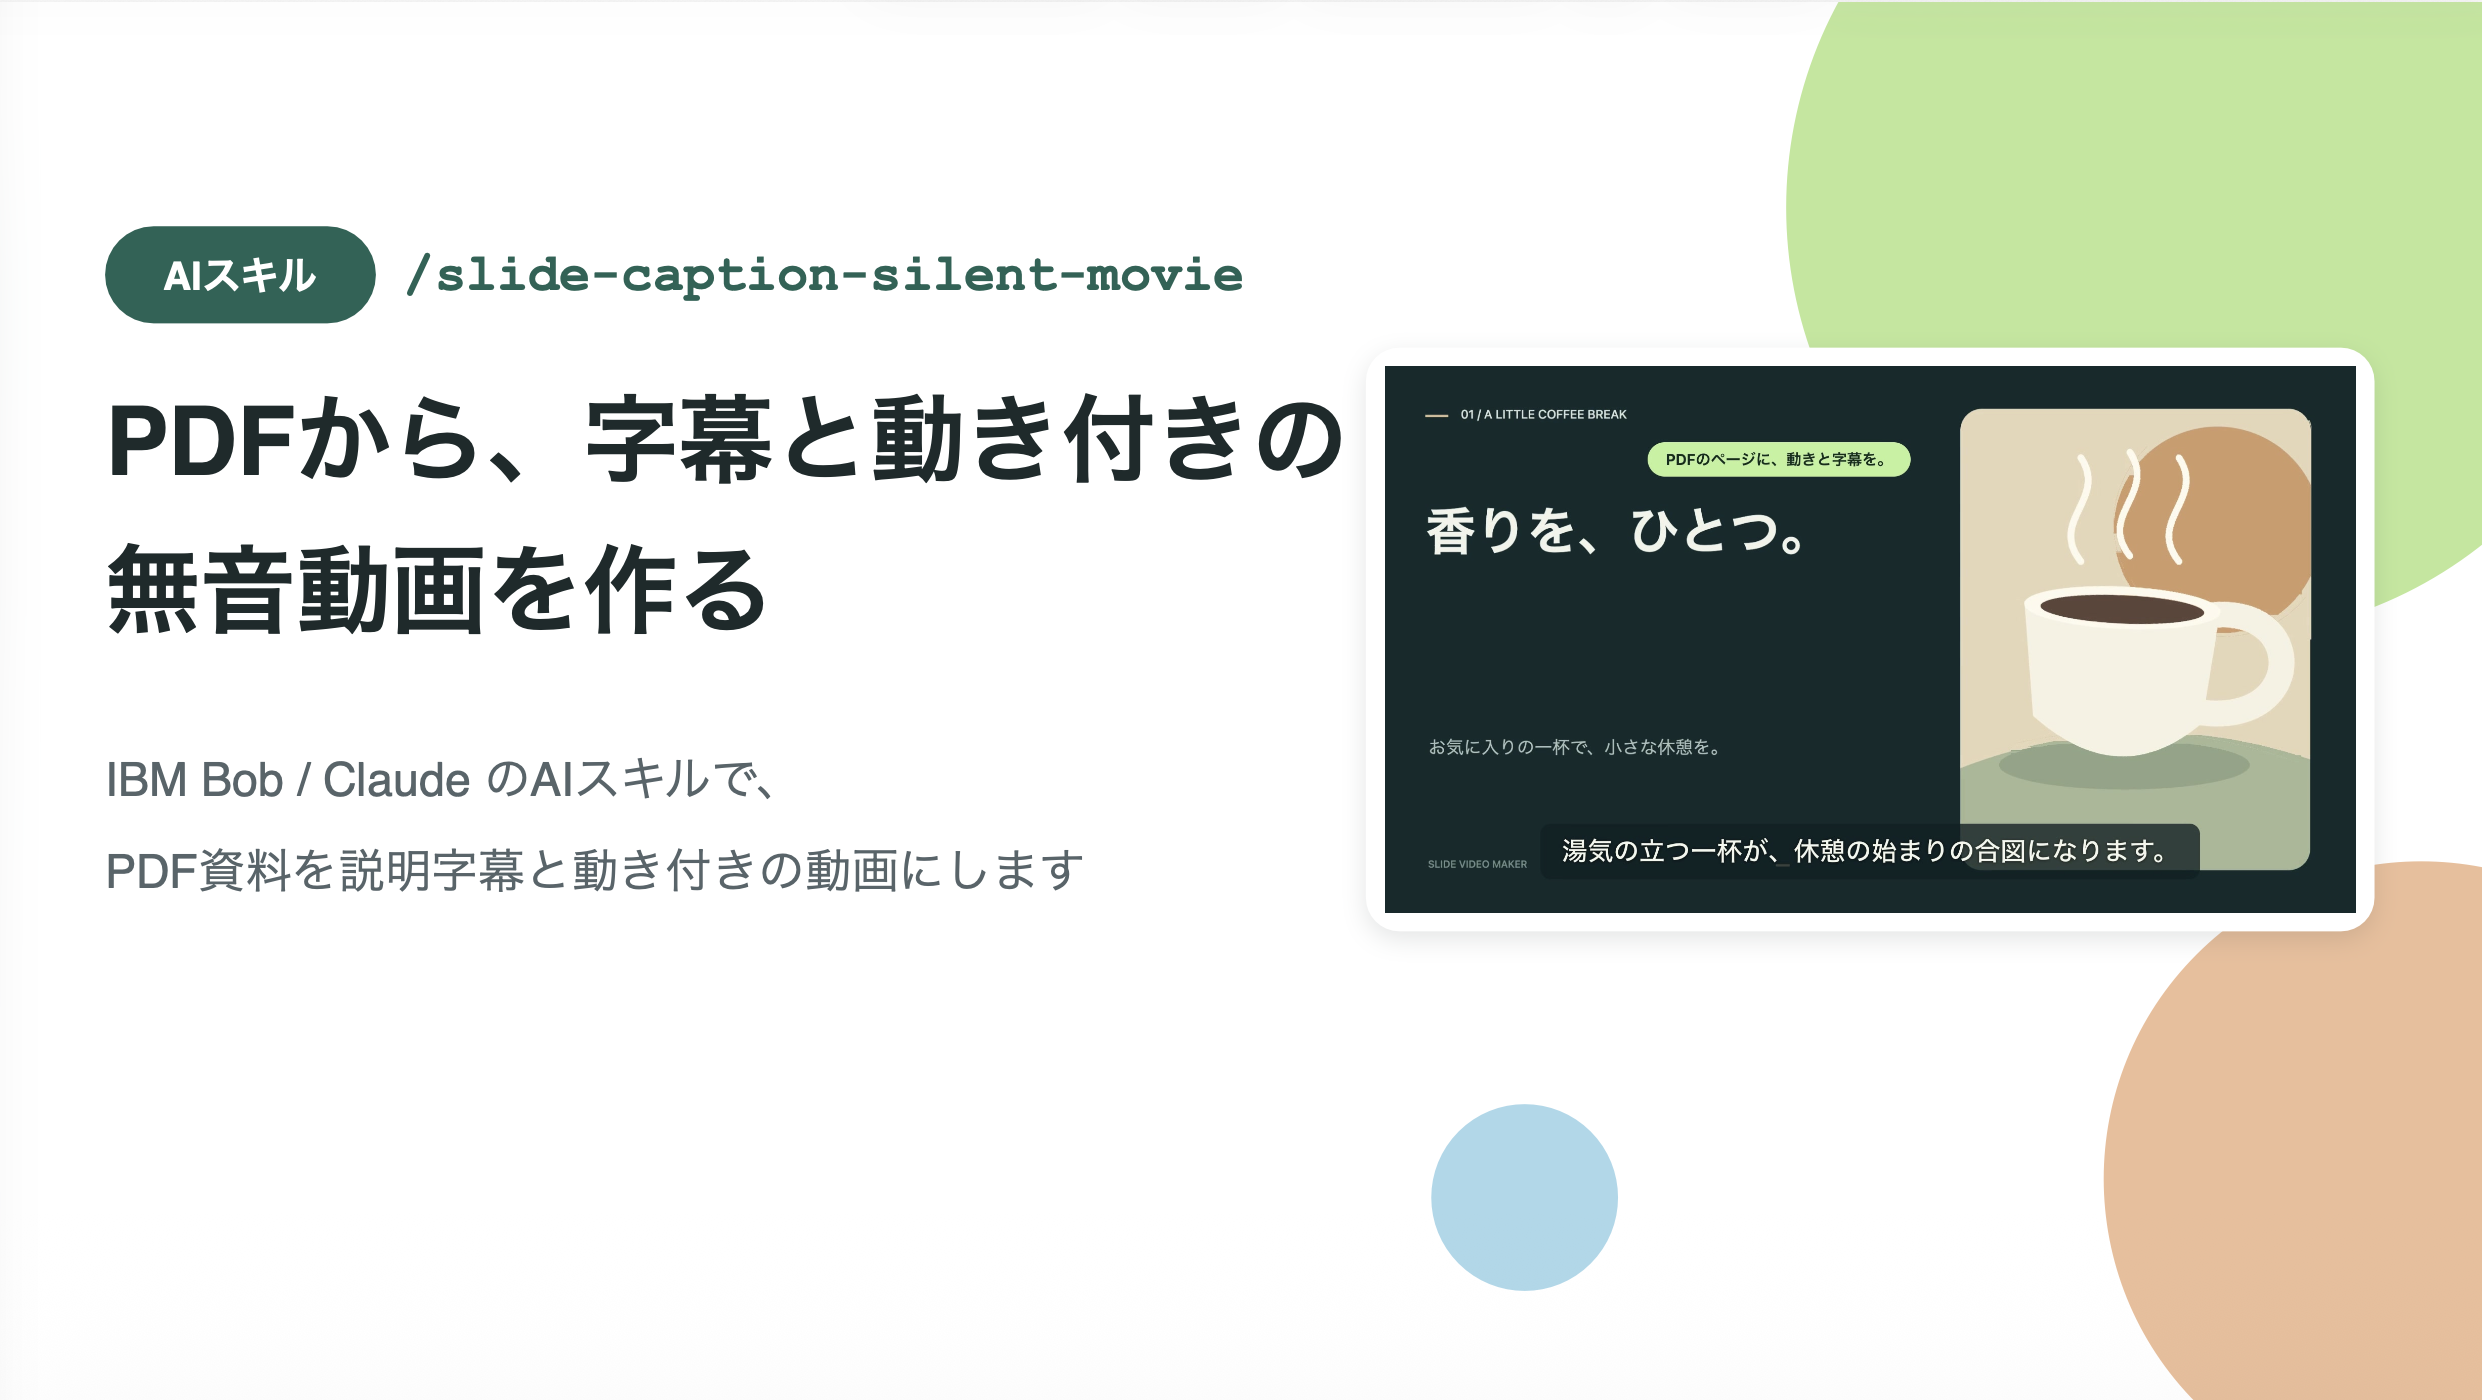 AIスキル /slide-caption-silent-movie
PDFから、字幕と動き付きの
無音動画を作る
IBM Bob / Claude のAIスキルで、
PDF資料を説明字幕と動き付きの動画にします
01 / A LITTLE COFFEE BREAK
PDFのページに、動きと字幕を。
香りを、ひとつ。
お気に入りの一杯で、小さな休憩を。
湯気の立つ一杯が、休憩の始まりの合図になります。
SLIDE VIDEO MAKER